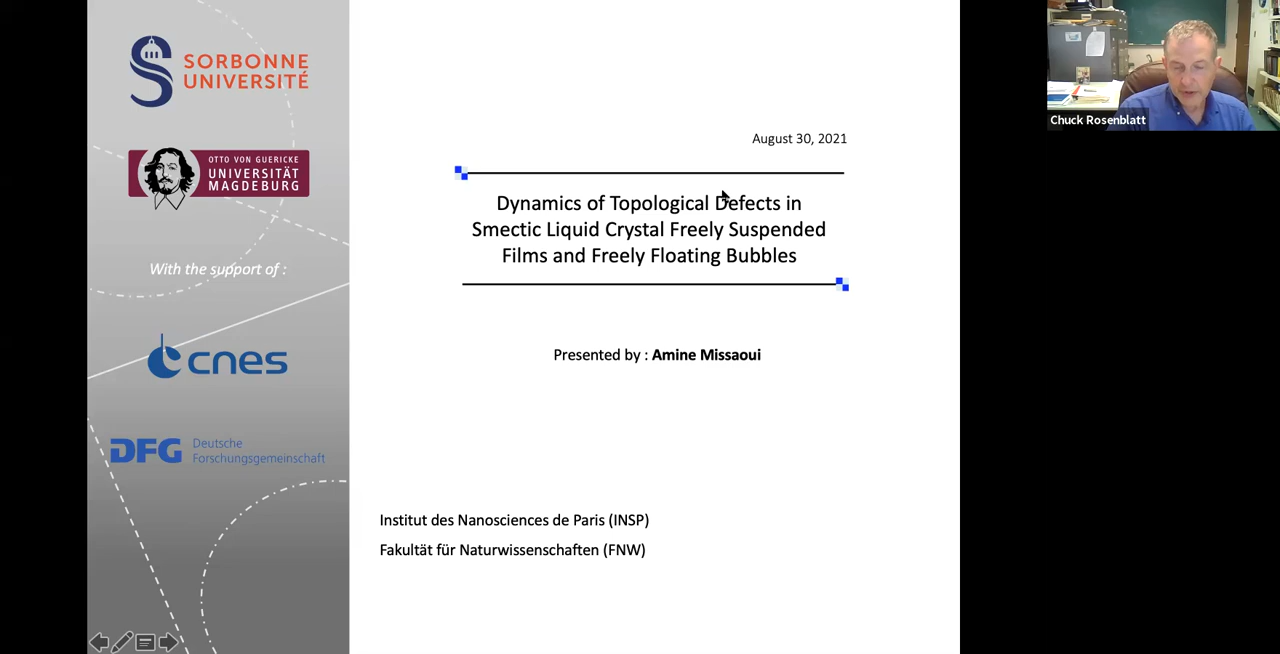 SORBONNE
UNIVERSITÉ
OTTO VON GUERICKE
UNIVERSITÄT
MAGDEBURG
With the support of :
cnes
DFG Deutsche
Forschungsgemeinschaft
August 30, 2021
Dynamics of Topological Defects in
Smectic Liquid Crystal Freely Suspended
Films and Freely Floating Bubbles
Presented by : Amine Missaoui
Institut des Nanosciences de Paris (INSP)
Fakultät für Naturwissenschaften (FNW)
Chuck Rosenblatt